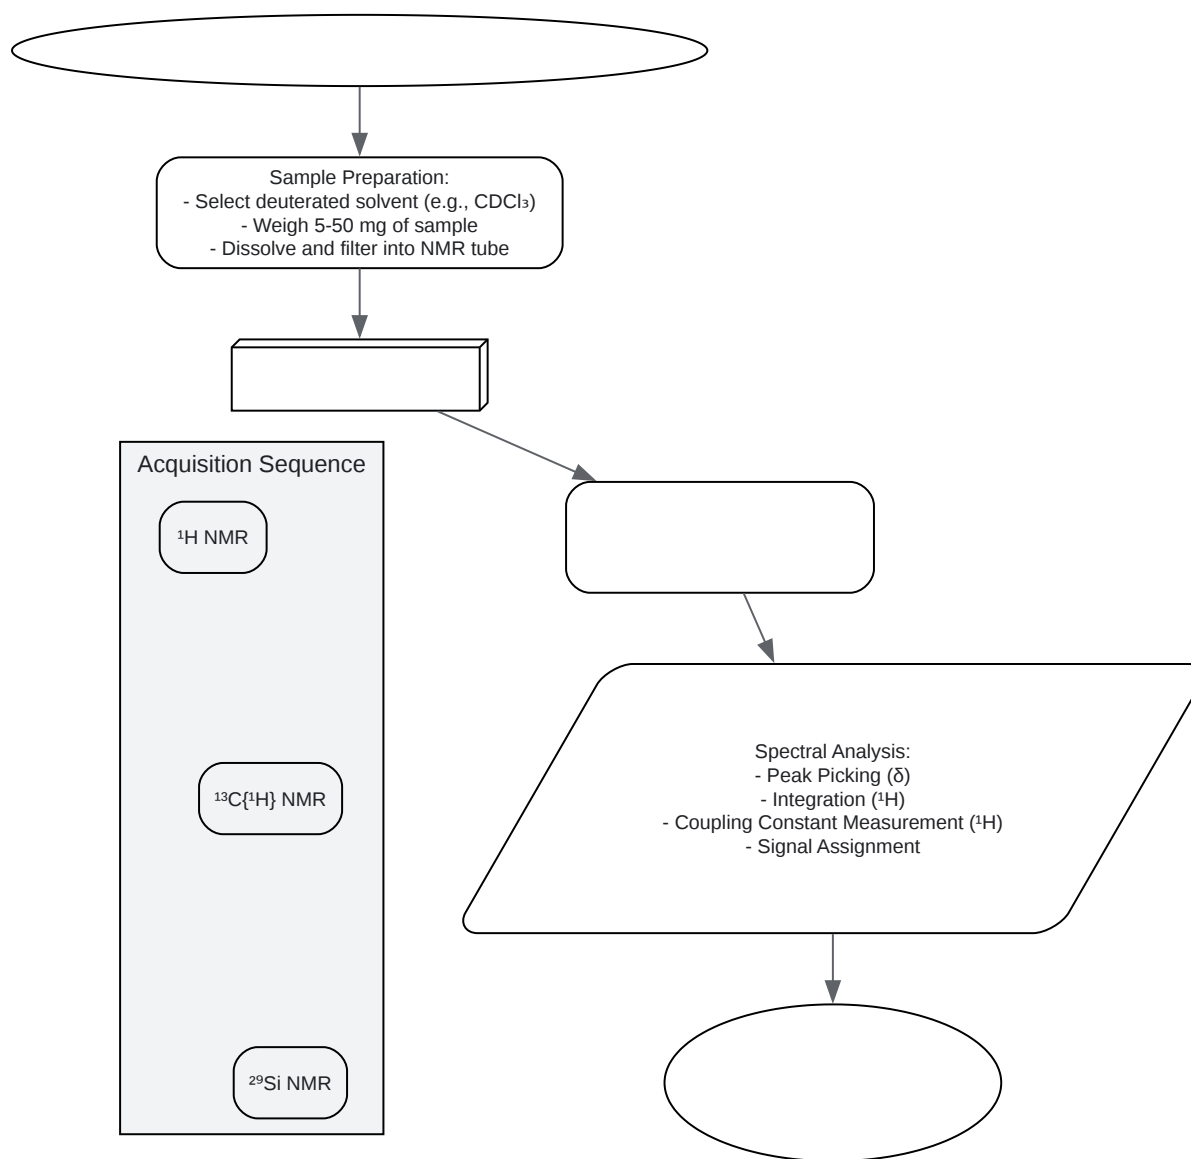 Sample Preparation:
- Select deuterated solvent (e.g., CDCl₃)
- Weigh 5-50 mg of sample
- Dissolve and filter into NMR tube
Acquisition Sequence
¹H NMR
¹³C{¹H} NMR
²⁹Si NMR
Spectral Analysis:
- Peak Picking (δ)
- Integration (¹H)
- Coupling Constant Measurement (¹H)
- Signal Assignment